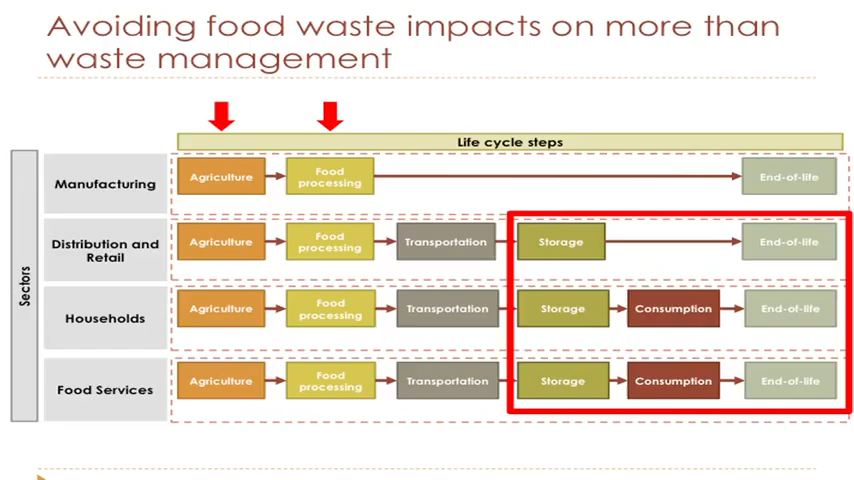 Avoiding food waste impacts on more than
waste management
Life cycle steps
Sectors
Manufacturing
Agriculture
Food
processing
End-of-life
Distribution and
Retail
Agriculture
Food
processing
Transportation
Storage
End-of-life
Households
Agriculture
Food
processing
Transportation
Storage
Consumption
End-of-life
Food Services
Agriculture
Food
processing
Transportation
Storage
Consumption
End-of-life